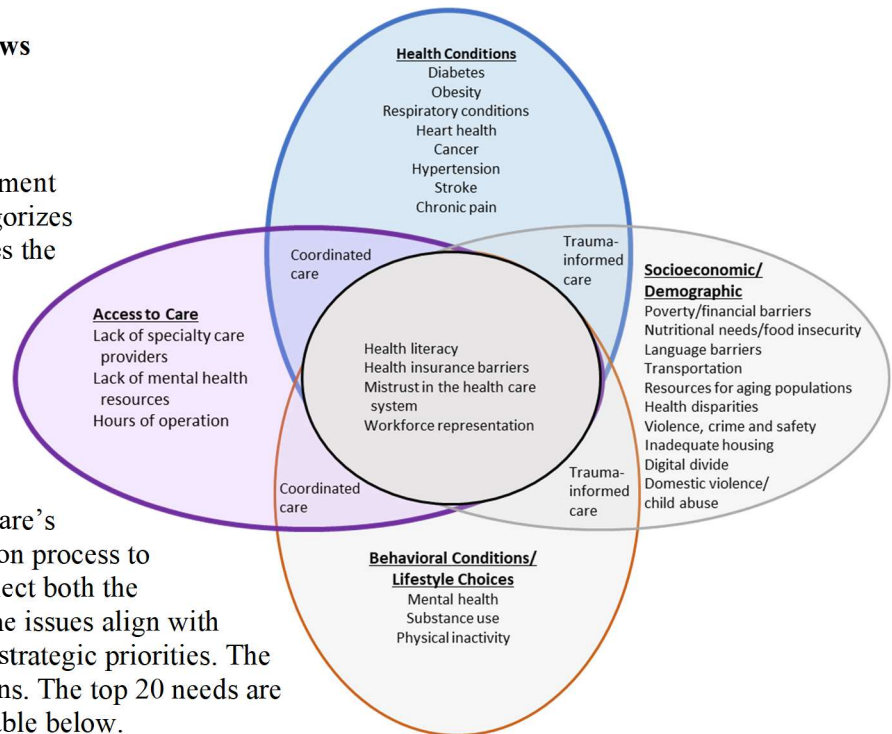 ws
ment
gorizes
es the
Health Conditions
Diabetes
Obesity
Respiratory conditions
Heart health
Cancer
Hypertension
Stroke
Chronic pain
Coordinated
care
Trauma-
informed
care
Access to Care
Lack of specialty care
providers
Lack of mental health
resources
Hours of operation
Health literacy
Health insurance barriers
Mistrust in the health care
system
Workforce representation
Socioeconomic/
Demographic
Poverty/financial barriers
Nutritional needs/food insecurity
Language barriers
Transportation
Resources for aging populations
Health disparities
Violence, crime and safety
Inadequate housing
Digital divide
Domestic violence/
child abuse
Coordinated
care
Trauma-
informed
care
Behavioral Conditions/
Lifestyle Choices
Mental health
Substance use
Physical inactivity
are's
on process to
lect both the
ne issues align with
strategic priorities. The
ns. The top 20 needs are
able below.